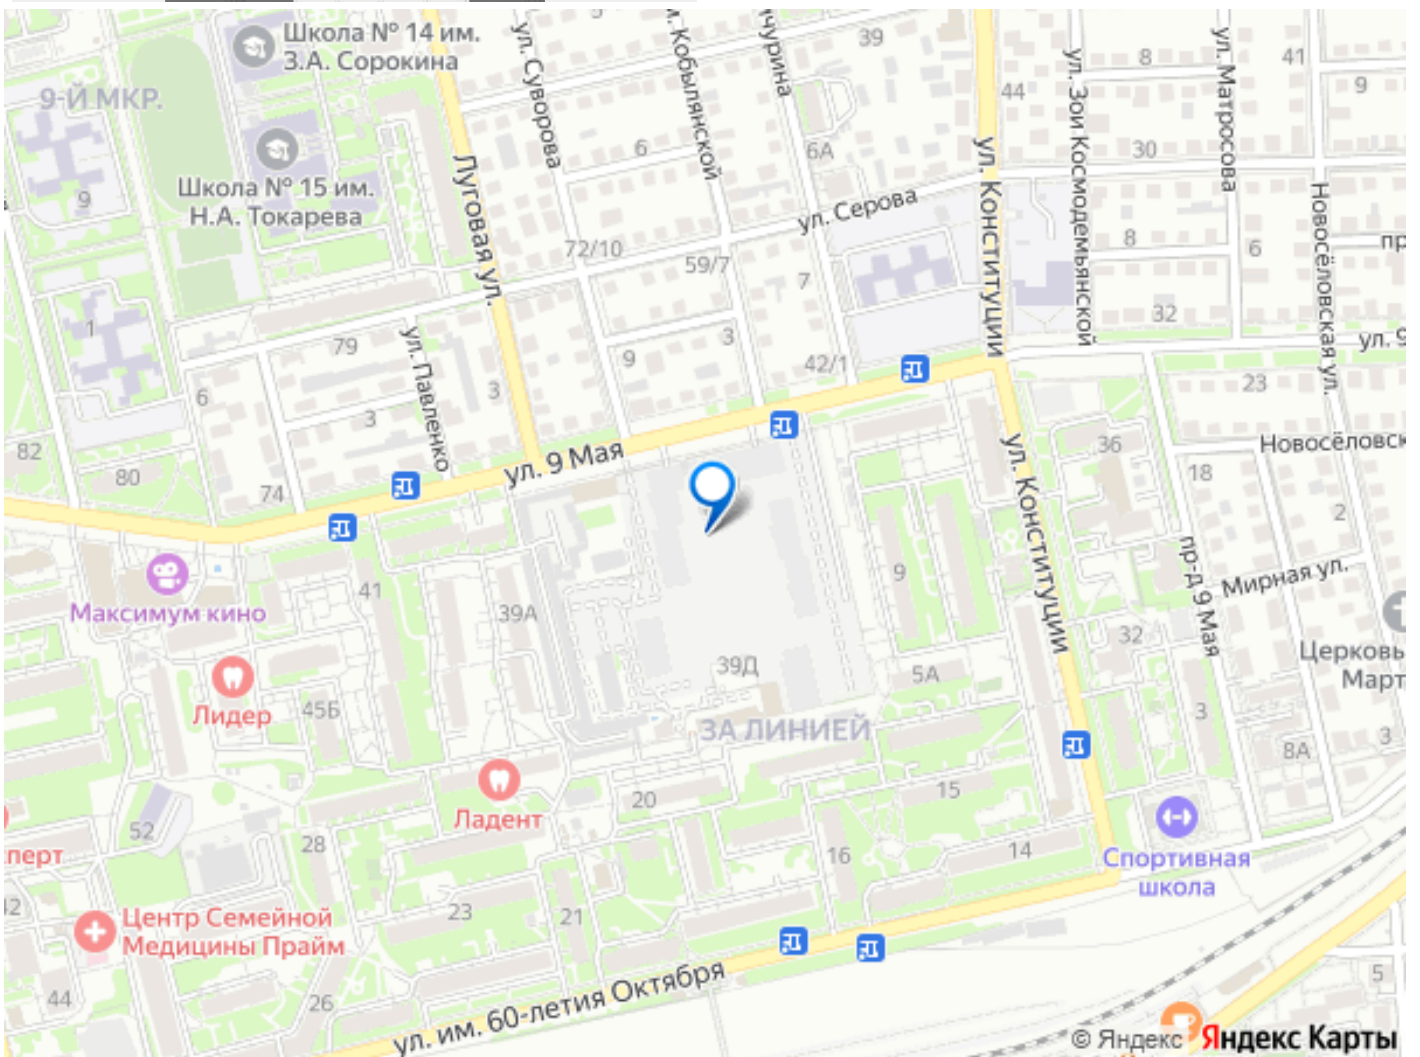 Школа № 14 им.
З.А. Сорокина
ул. Суворова
39
44
8
41
9
9-Й МКР.
ул. Зои Космодемьянской
ул. Матросова
Школа № 15 им.
Н.А. Токарева
9
6
6А
30
Луговая ул.
ул. Конституции
ул. Серова
Новосёловская ул.
72/10
59/7
7
8
6
1
79
ул. Павленко
3
9
3
42/1
32
ул. 9
6
3
23
82
80
74
ул. 9 Мая
36
18
Новосёловск
ул. Конституции
2
пр-д 9 Мая
Мирная ул.
Максимум кино
41
39А
9
32
Церковь
Март
39Д
5А
Лидер
45Б
ЗА ЛИНИЕЙ
3
8А
3
Ладент
20
15
52
28
16
14
Спортивная
школа
перт
42
Центр Семейной
Медицины Прайм
23
21
44
26
ул. им. 60-летия Октября
5
© Яндекс Яндекс Карты